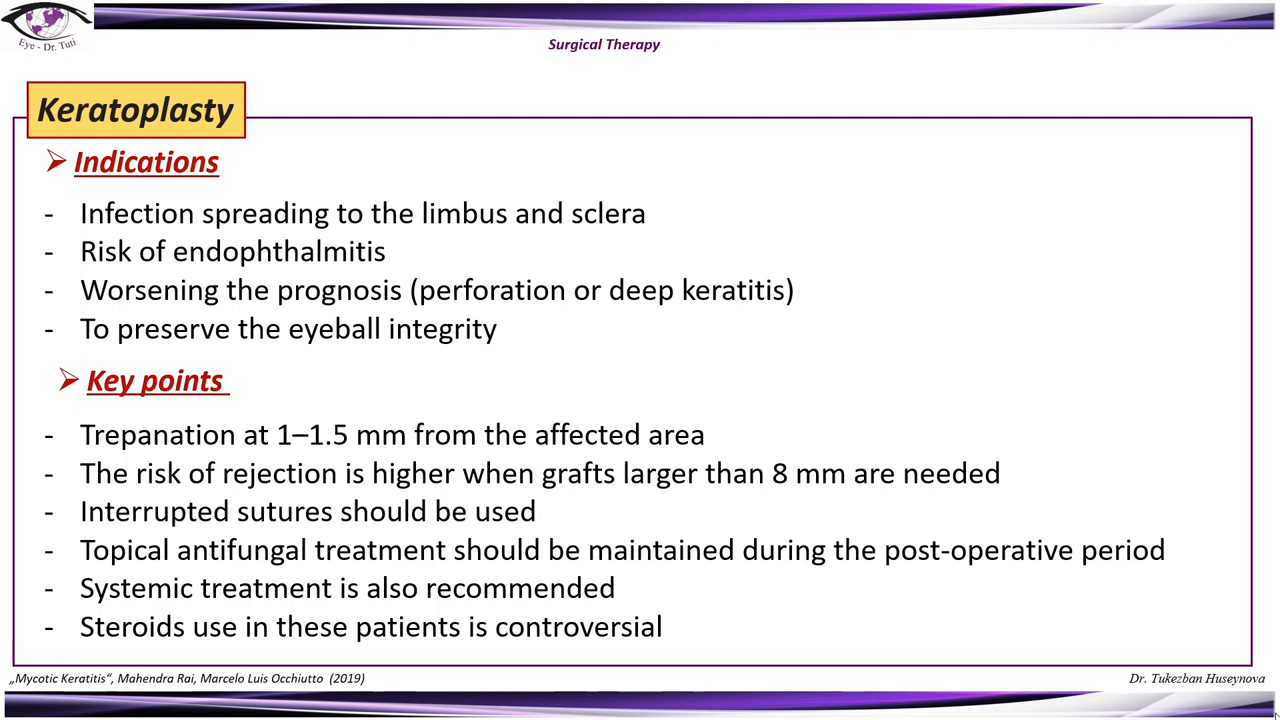 Eye - Dr. Tuti
Surgical Therapy
Keratoplasty
➢ Indications
- Infection spreading to the limbus and sclera
- Risk of endophthalmitis
- Worsening the prognosis (perforation or deep keratitis)
- To preserve the eyeball integrity
➢ Key points
- Trepanation at 1–1.5 mm from the affected area
- The risk of rejection is higher when grafts larger than 8 mm are needed
- Interrupted sutures should be used
- Topical antifungal treatment should be maintained during the post-operative period
- Systemic treatment is also recommended
- Steroids use in these patients is controversial
„Mycotic Keratitis“, Mahendra Rai, Marcelo Luis Occhiutto (2019)
Dr. Tukezban Huseynova